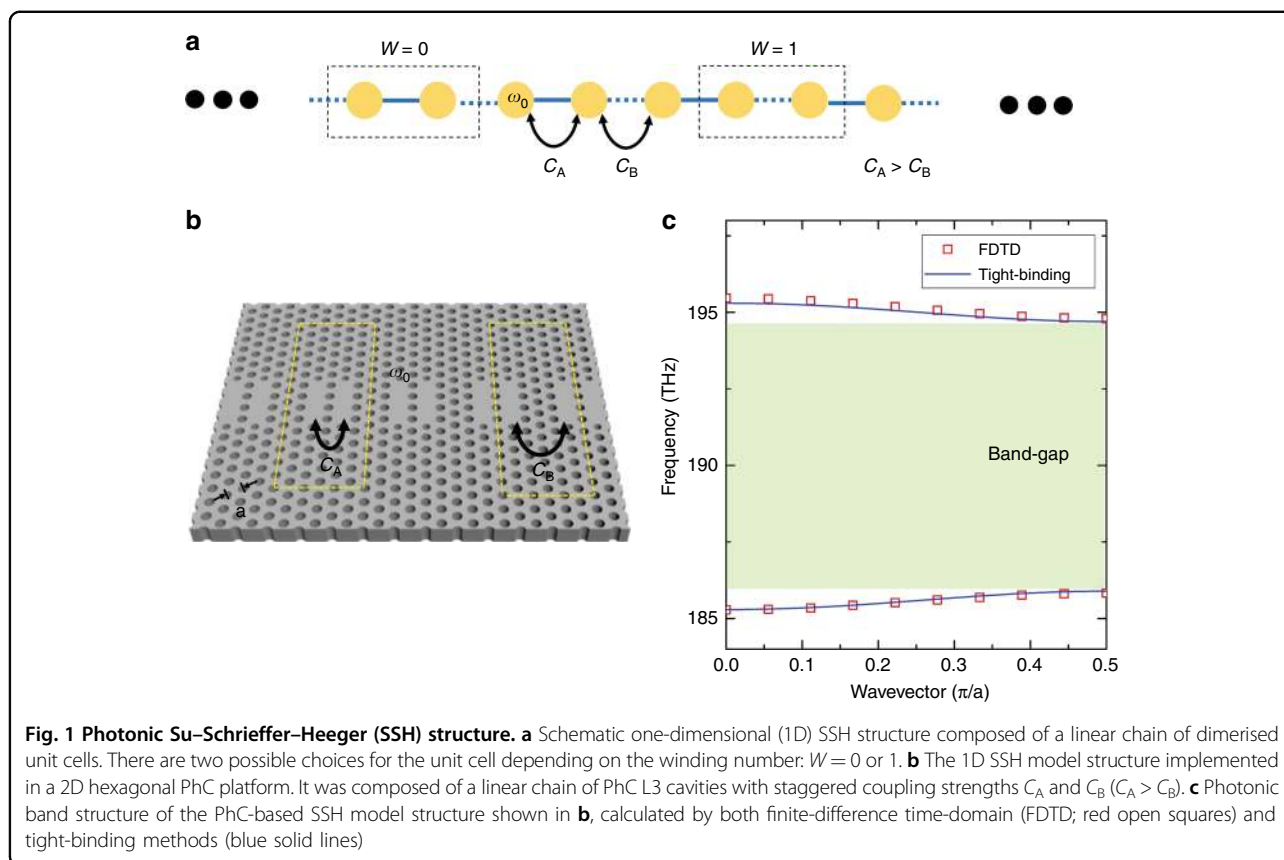 a
W = 0
W = 1
ω0
CA
CB
CA > CB
b
ω0
CA
CB
a
c
FDTD
Tight-binding
195
190
185
Frequency (THz)
Band-gap
0.0 0.1 0.2 0.3 0.4 0.5
Wavevector (π/a)
Fig. 1 Photonic Su–Schrieffer–Heeger (SSH) structure. a Schematic one-dimensional (1D) SSH structure composed of a linear chain of dimerised
unit cells. There are two possible choices for the unit cell depending on the winding number: W = 0 or 1. b The 1D SSH model structure implemented
in a 2D hexagonal PhC platform. It was composed of a linear chain of PhC L3 cavities with staggered coupling strengths CA and CB (CA > CB). c Photonic
band structure of the PhC-based SSH model structure shown in b, calculated by both finite-difference time-domain (FDTD; red open squares) and
tight-binding methods (blue solid lines)